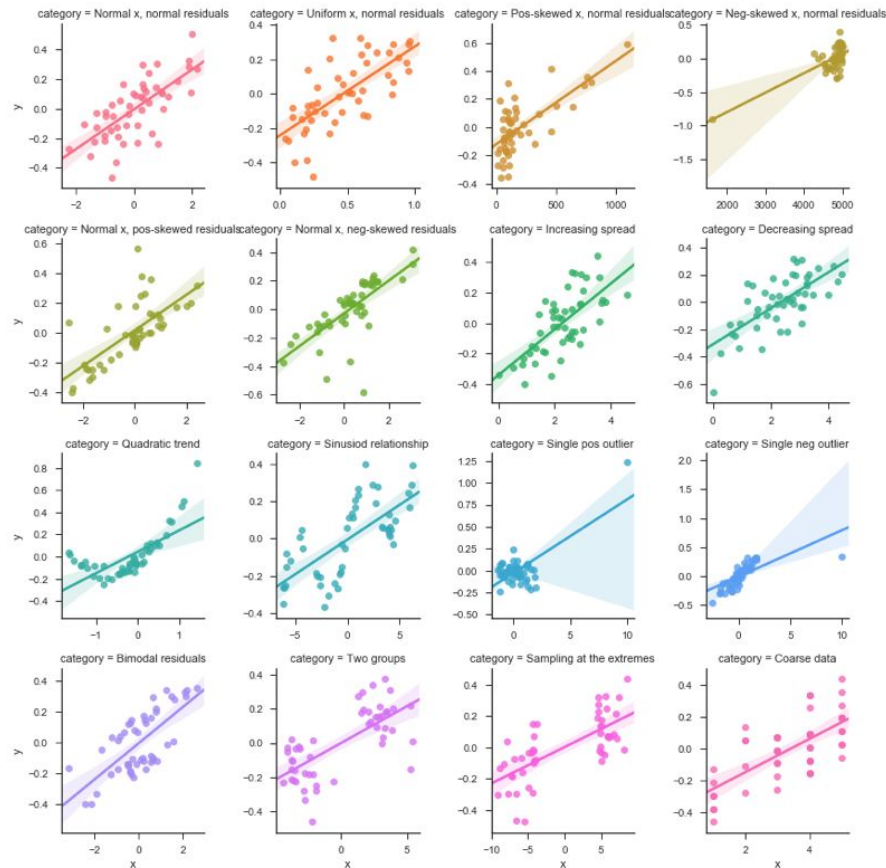 category = Normal x, normal residuals
category = Uniform x, normal residuals
category = Pos-skewed x, normal residuals
category = Neg-skewed x, normal residuals
0.4
0.2
0.0
−0.2
−0.4
y
−2 0 2
0.4
0.2
0.0
−0.2
−0.4
0.0 0.5 1.0
0.6
0.4
0.2
0.0
−0.2
−0.4
0 500 1000
0.5
0.0
−0.5
−1.0
−1.5
2000 3000 4000 5000
category = Normal x, pos-skewed residuals
category = Normal x, neg-skewed residuals
category = Increasing spread
category = Decreasing spread
0.6
0.4
0.2
0.0
−0.2
−0.4
y
−2 0 2
0.4
0.2
0.0
−0.2
−0.4
−0.6
−2 0 2
0.4
0.2
0.0
−0.2
−0.4
0 2 4
0.4
0.2
0.0
−0.2
−0.4
−0.6
0 2 4
category = Quadratic trend
category = Sinusiod relationship
category = Single pos outlier
category = Single neg outlier
0.8
0.6
0.4
0.2
0.0
−0.2
−0.4
y
−1 0 1
0.4
0.2
0.0
−0.2
−0.4
−5 0 5
1.25
1.00
0.75
0.50
0.25
0.00
−0.25
−0.50
0 5 10
2.0
1.5
1.0
0.5
0.0
−0.5
0 5 10
category = Bimodal residuals
category = Two groups
category = Sampling at the extremes
category = Coarse data
0.4
0.2
0.0
−0.2
−0.4
y
−2 0 2
x
0.4
0.2
0.0
−0.2
−0.4
0 5
x
0.4
0.2
0.0
−0.2
−0.4
−10 −5 0 5
x
0.4
0.2
0.0
−0.2
−0.4
2 4
x